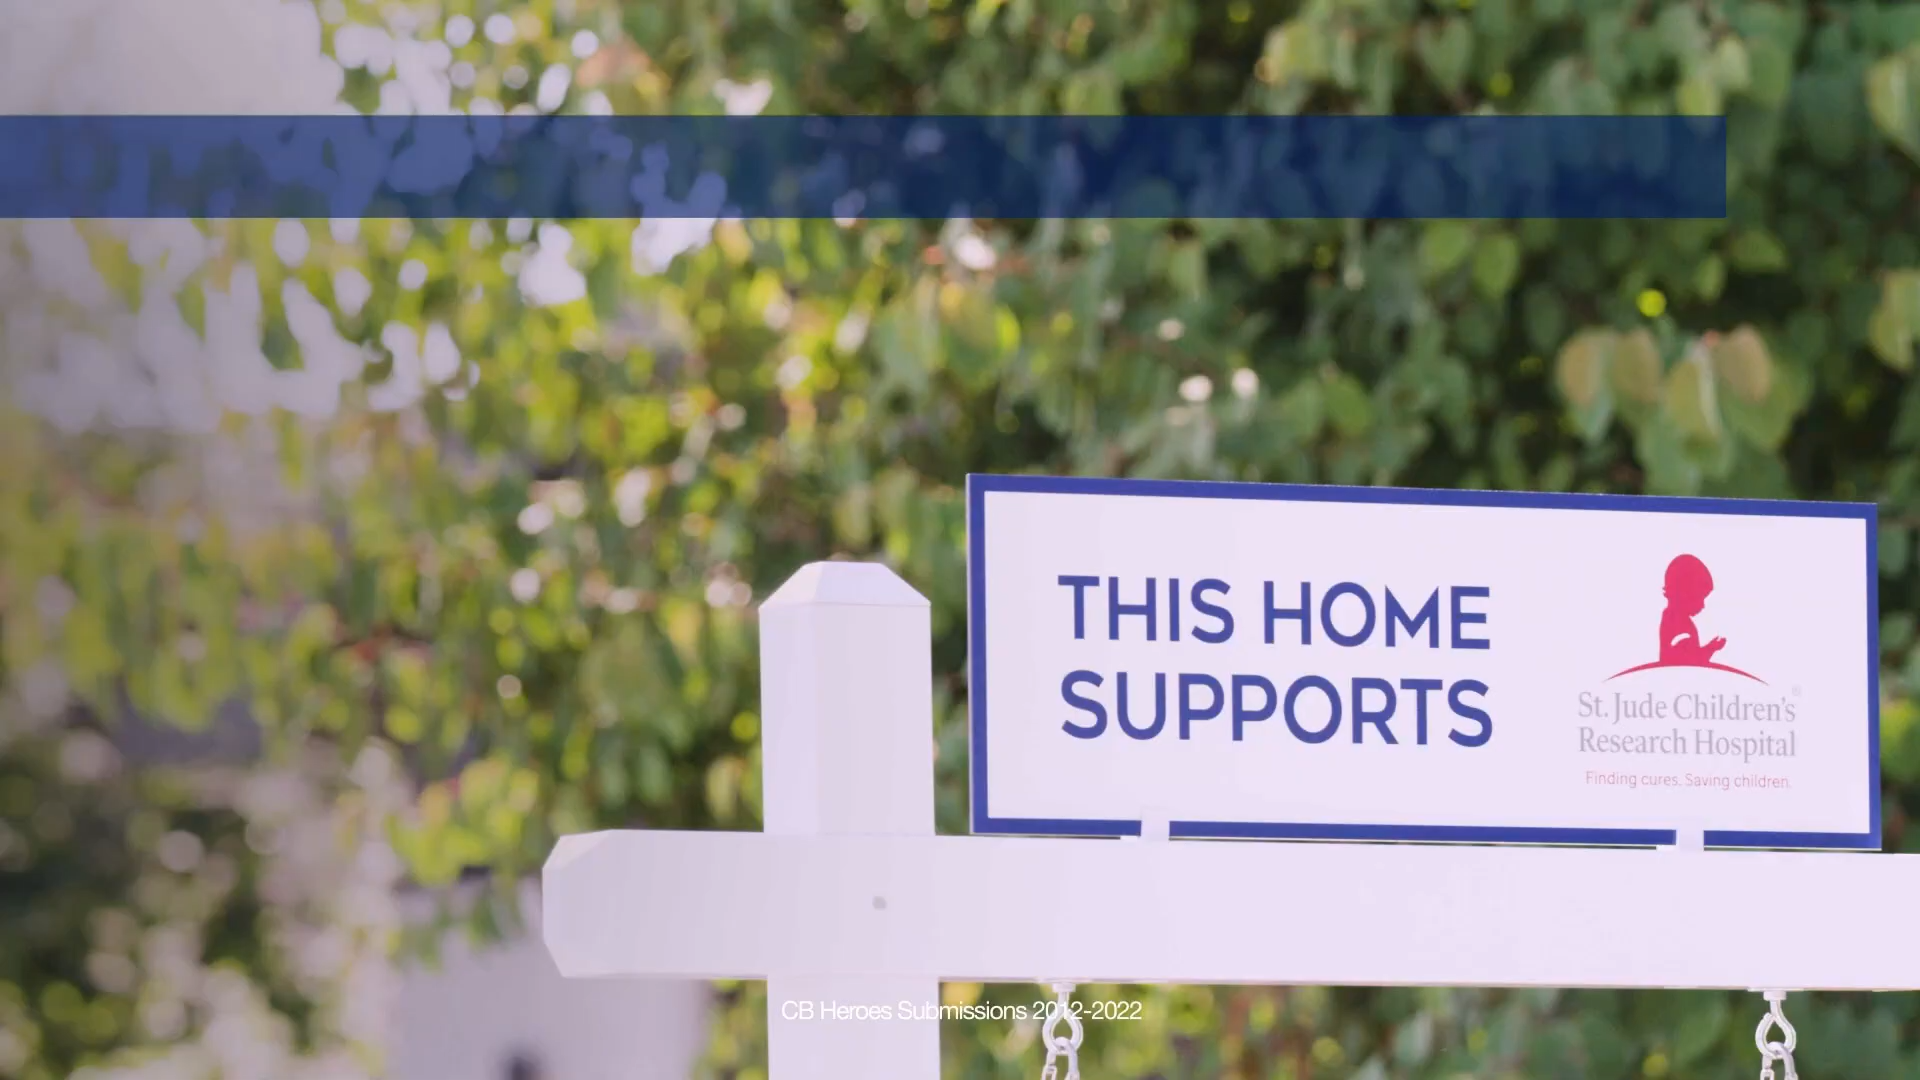 THIS HOME
SUPPORTS
St. Jude Children's®
Research Hospital
Finding cures. Saving children.
CB Heroes Submissions 2012-2022